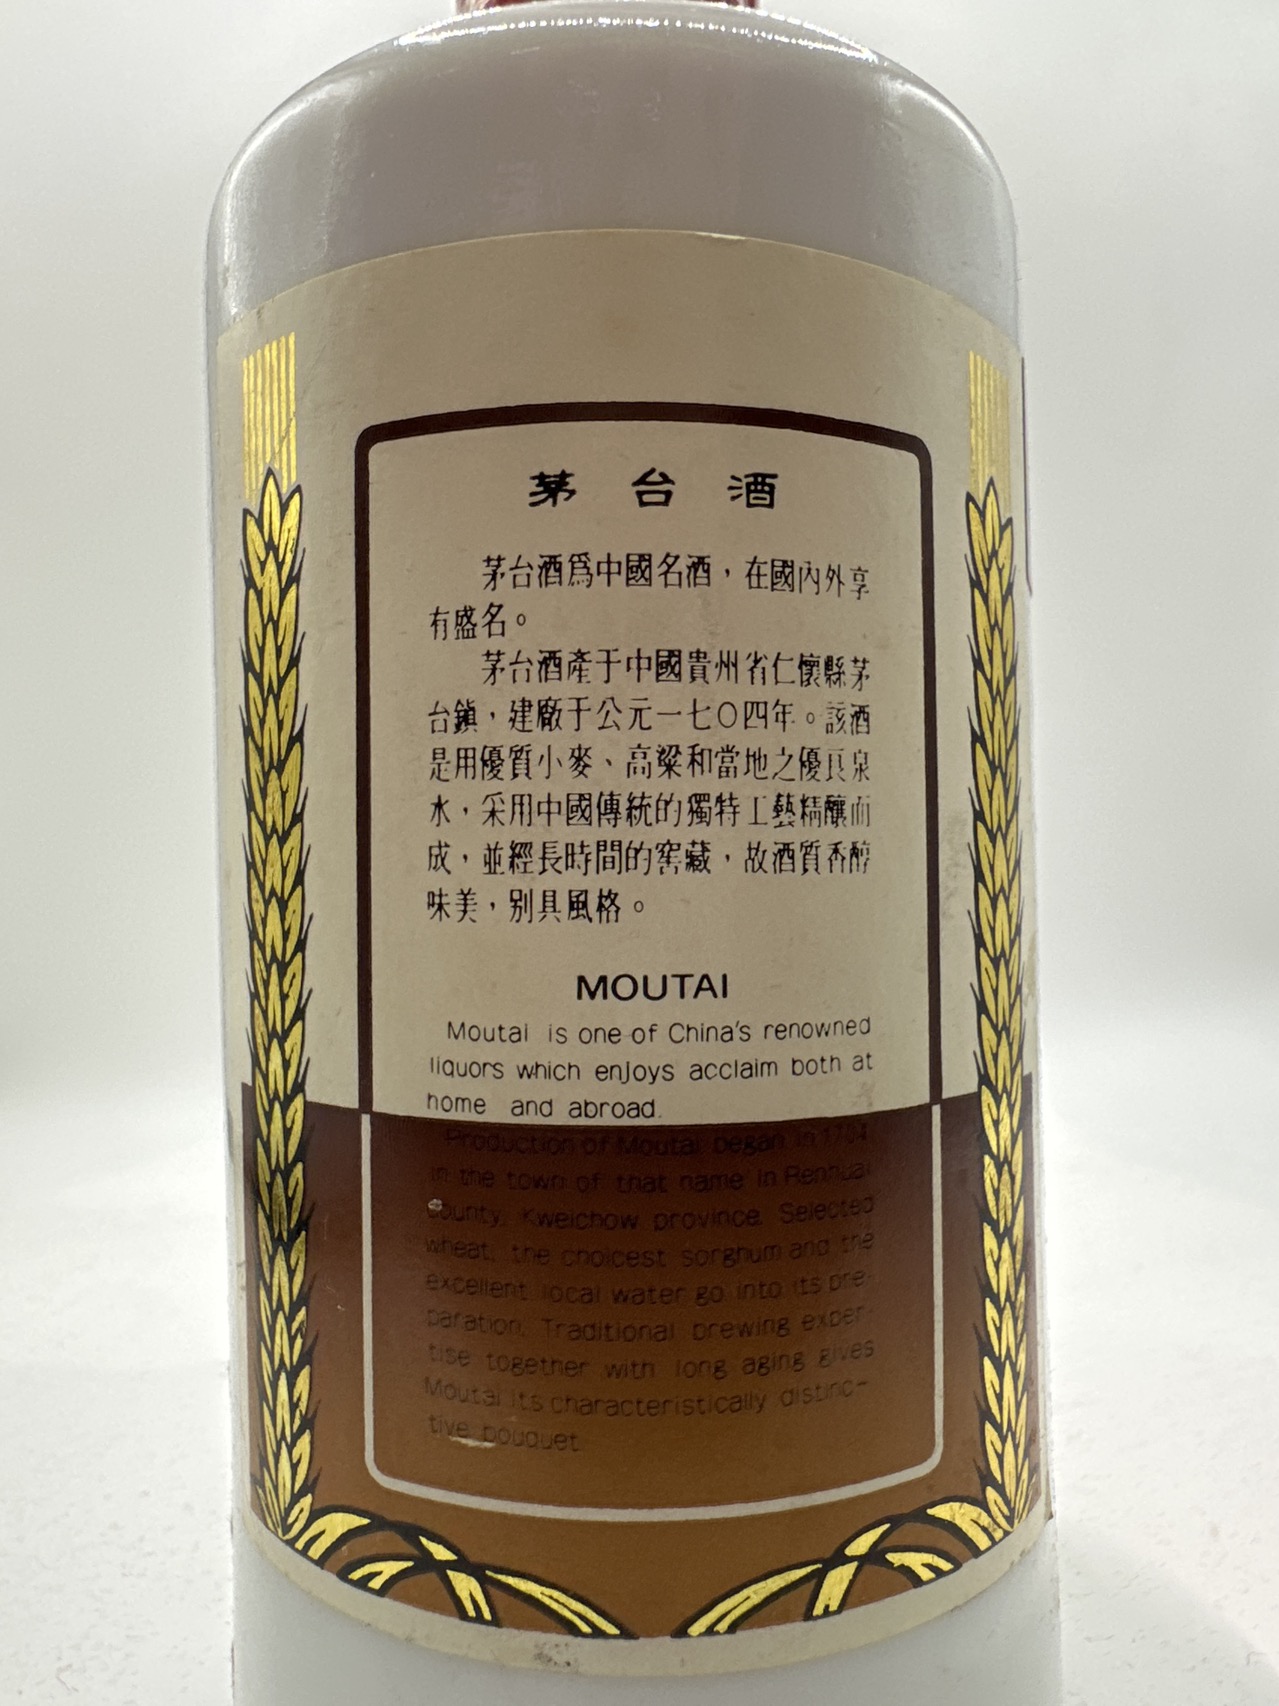 茅台酒
茅台酒爲中國名酒，在國內外享
有盛名。
茅台酒產于中國貴州省仁懷縣茅
台鎮，建廠于公元一七〇四年。該酒
是用優質小麥、高粱和當地之優良泉
水，采用中國傳統的獨特工藝精釀而
成，並經長時間的窖藏，故酒質香醇
味美，別具風格。
MOUTAI
Moutai is one of China's renowned
liquors which enjoys acclaim both at
home and abroad.
Production of Moutai began in 1704
in the town of that name in Renhuai
county, Kweichow province. Selected
wheat, the choicest sorghum and the
excellent local water go into its pre-
paration. Traditional brewing exper-
tise together with long aging gives
Moutai its characteristically distinc-
tive bouquet